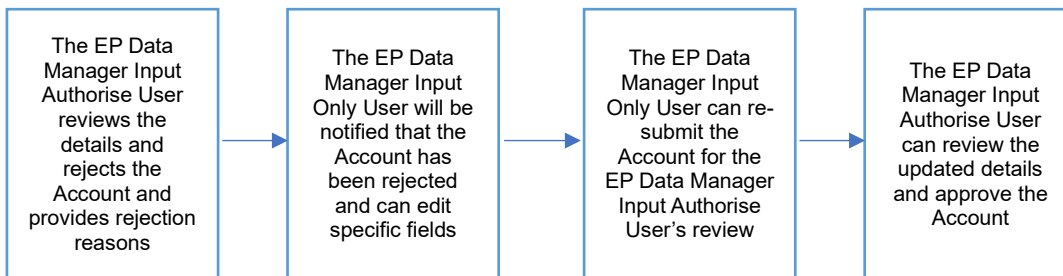 The EP Data
Manager Input
Authorise User
reviews the
details and
rejects the
Account and
provides rejection
reasons
The EP Data
Manager Input
Only User will be
notified that the
Account has
been rejected
and can edit
specific fields
The EP Data
Manager Input
Only User can re-
submit the
Account for the
EP Data Manager
Input Authorise
User’s review
The EP Data
Manager Input
Authorise User
can review the
updated details
and approve the
Account